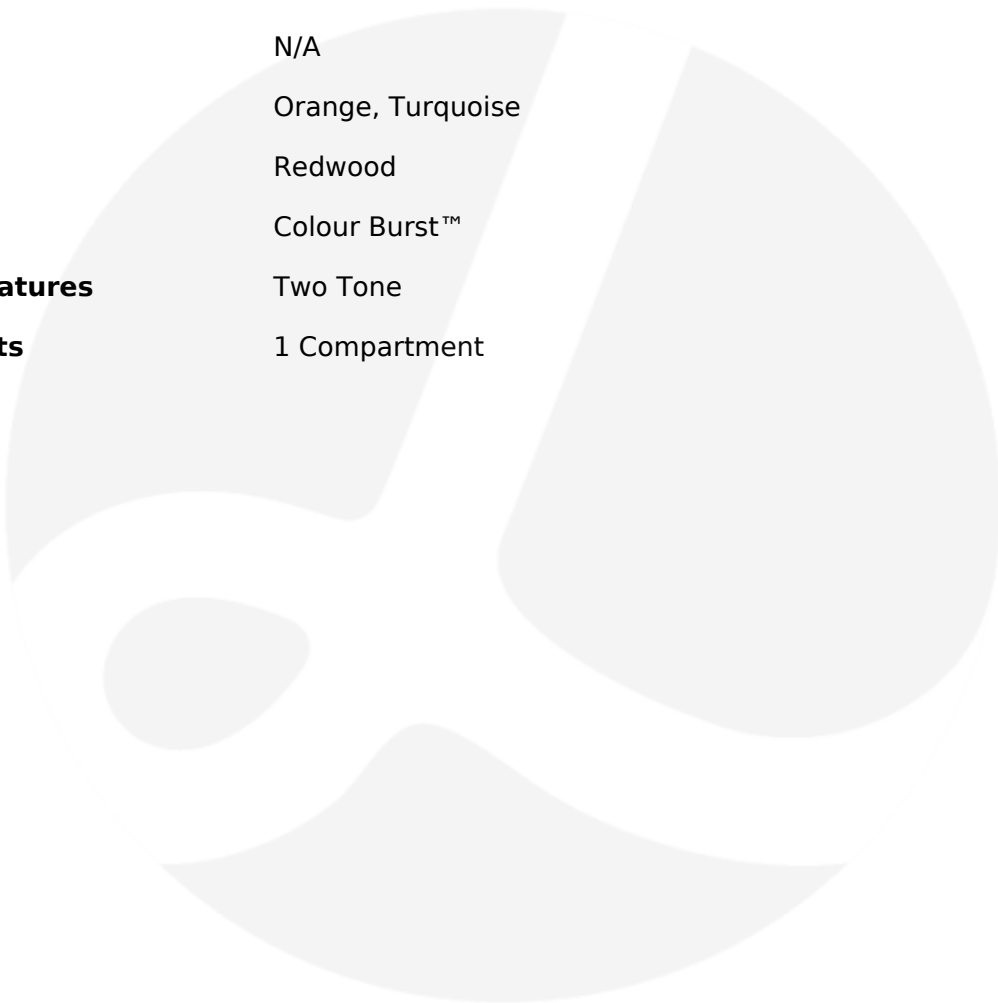 N/A
Orange, Turquoise
Redwood
Colour Burst™
atures Two Tone
ts 1 Compartment